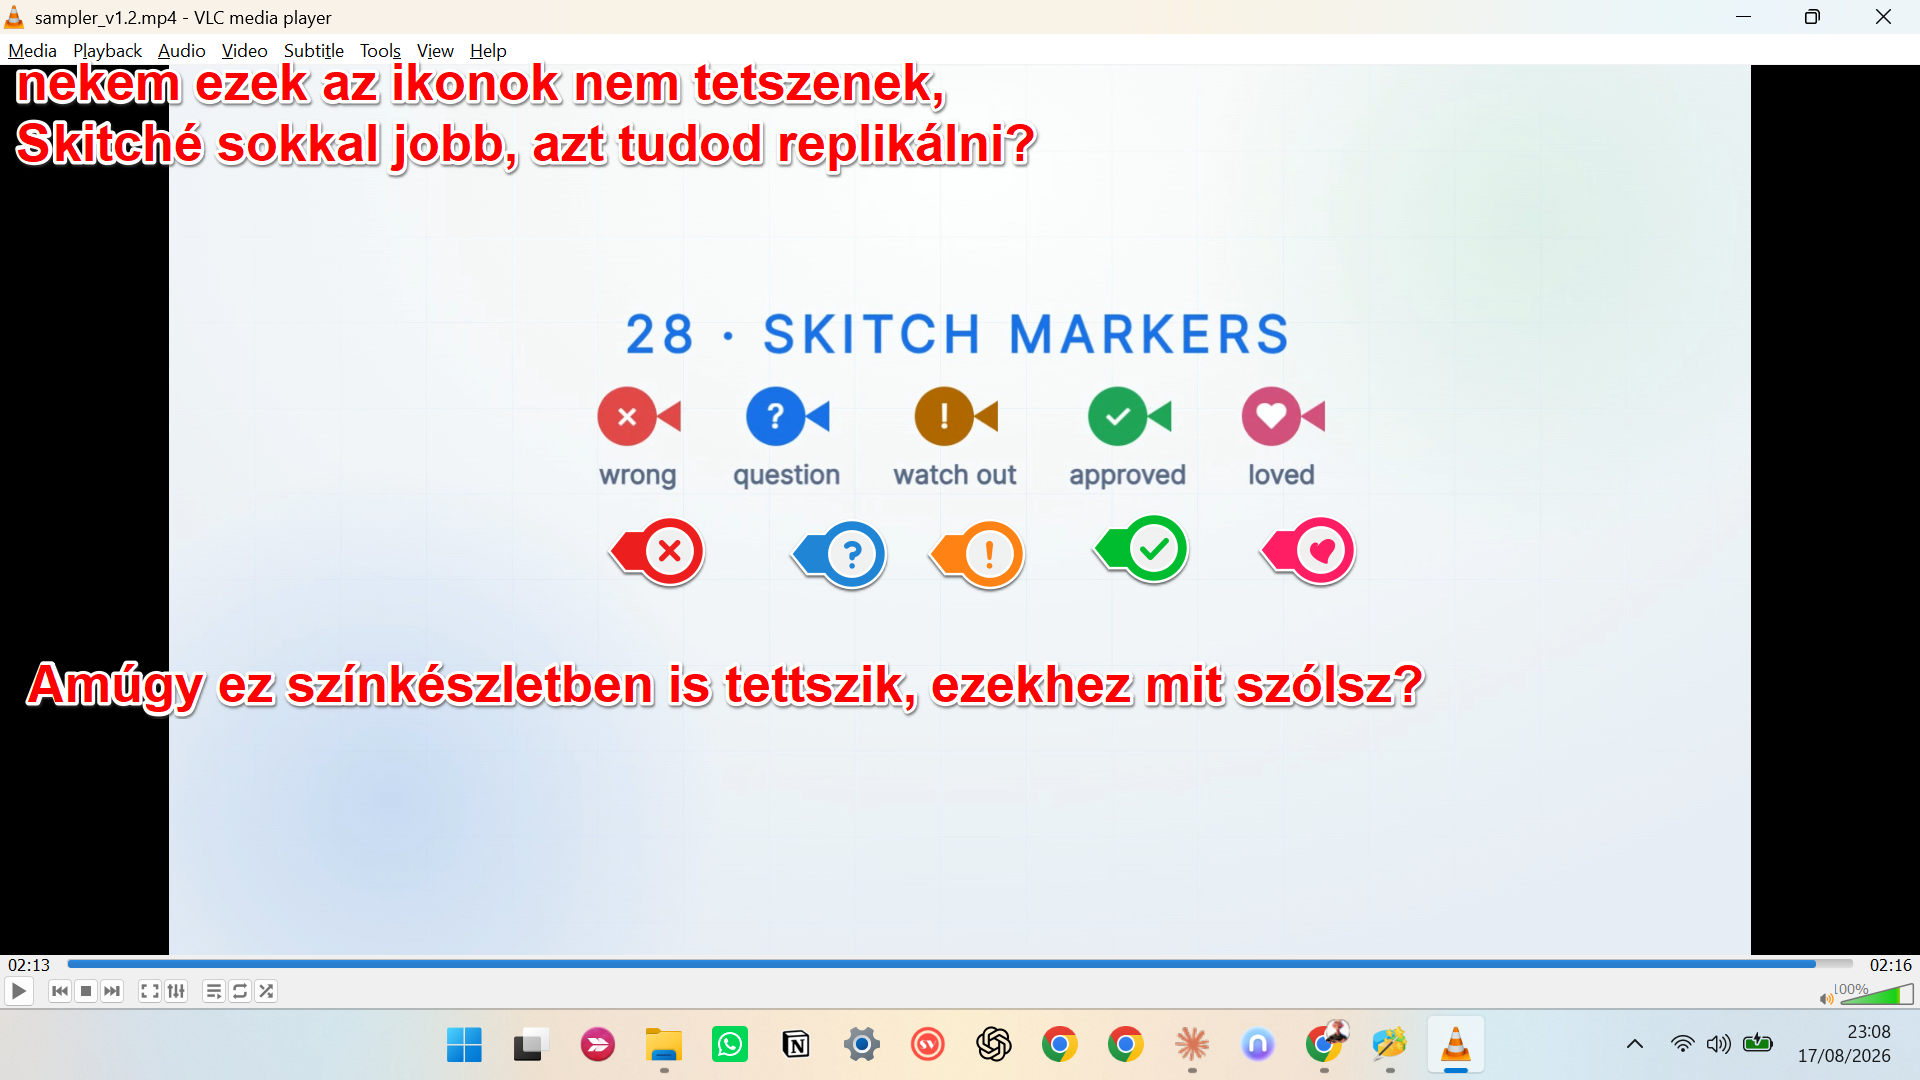 sampler_v1.2.mp4 - VLC media player
Media Playback Audio Video Subtitle Tools View Help
nekem ezek az ikonok nem tetszenek,
Skitché sokkal jobb, azt tudod replikálni?
28 · SKITCH MARKERS
wrong question watch out approved loved
Amúgy ez színkészletben is tettszik, ezekhez mit szólsz?
02:13 02:16
100%
23:08
17/08/2026